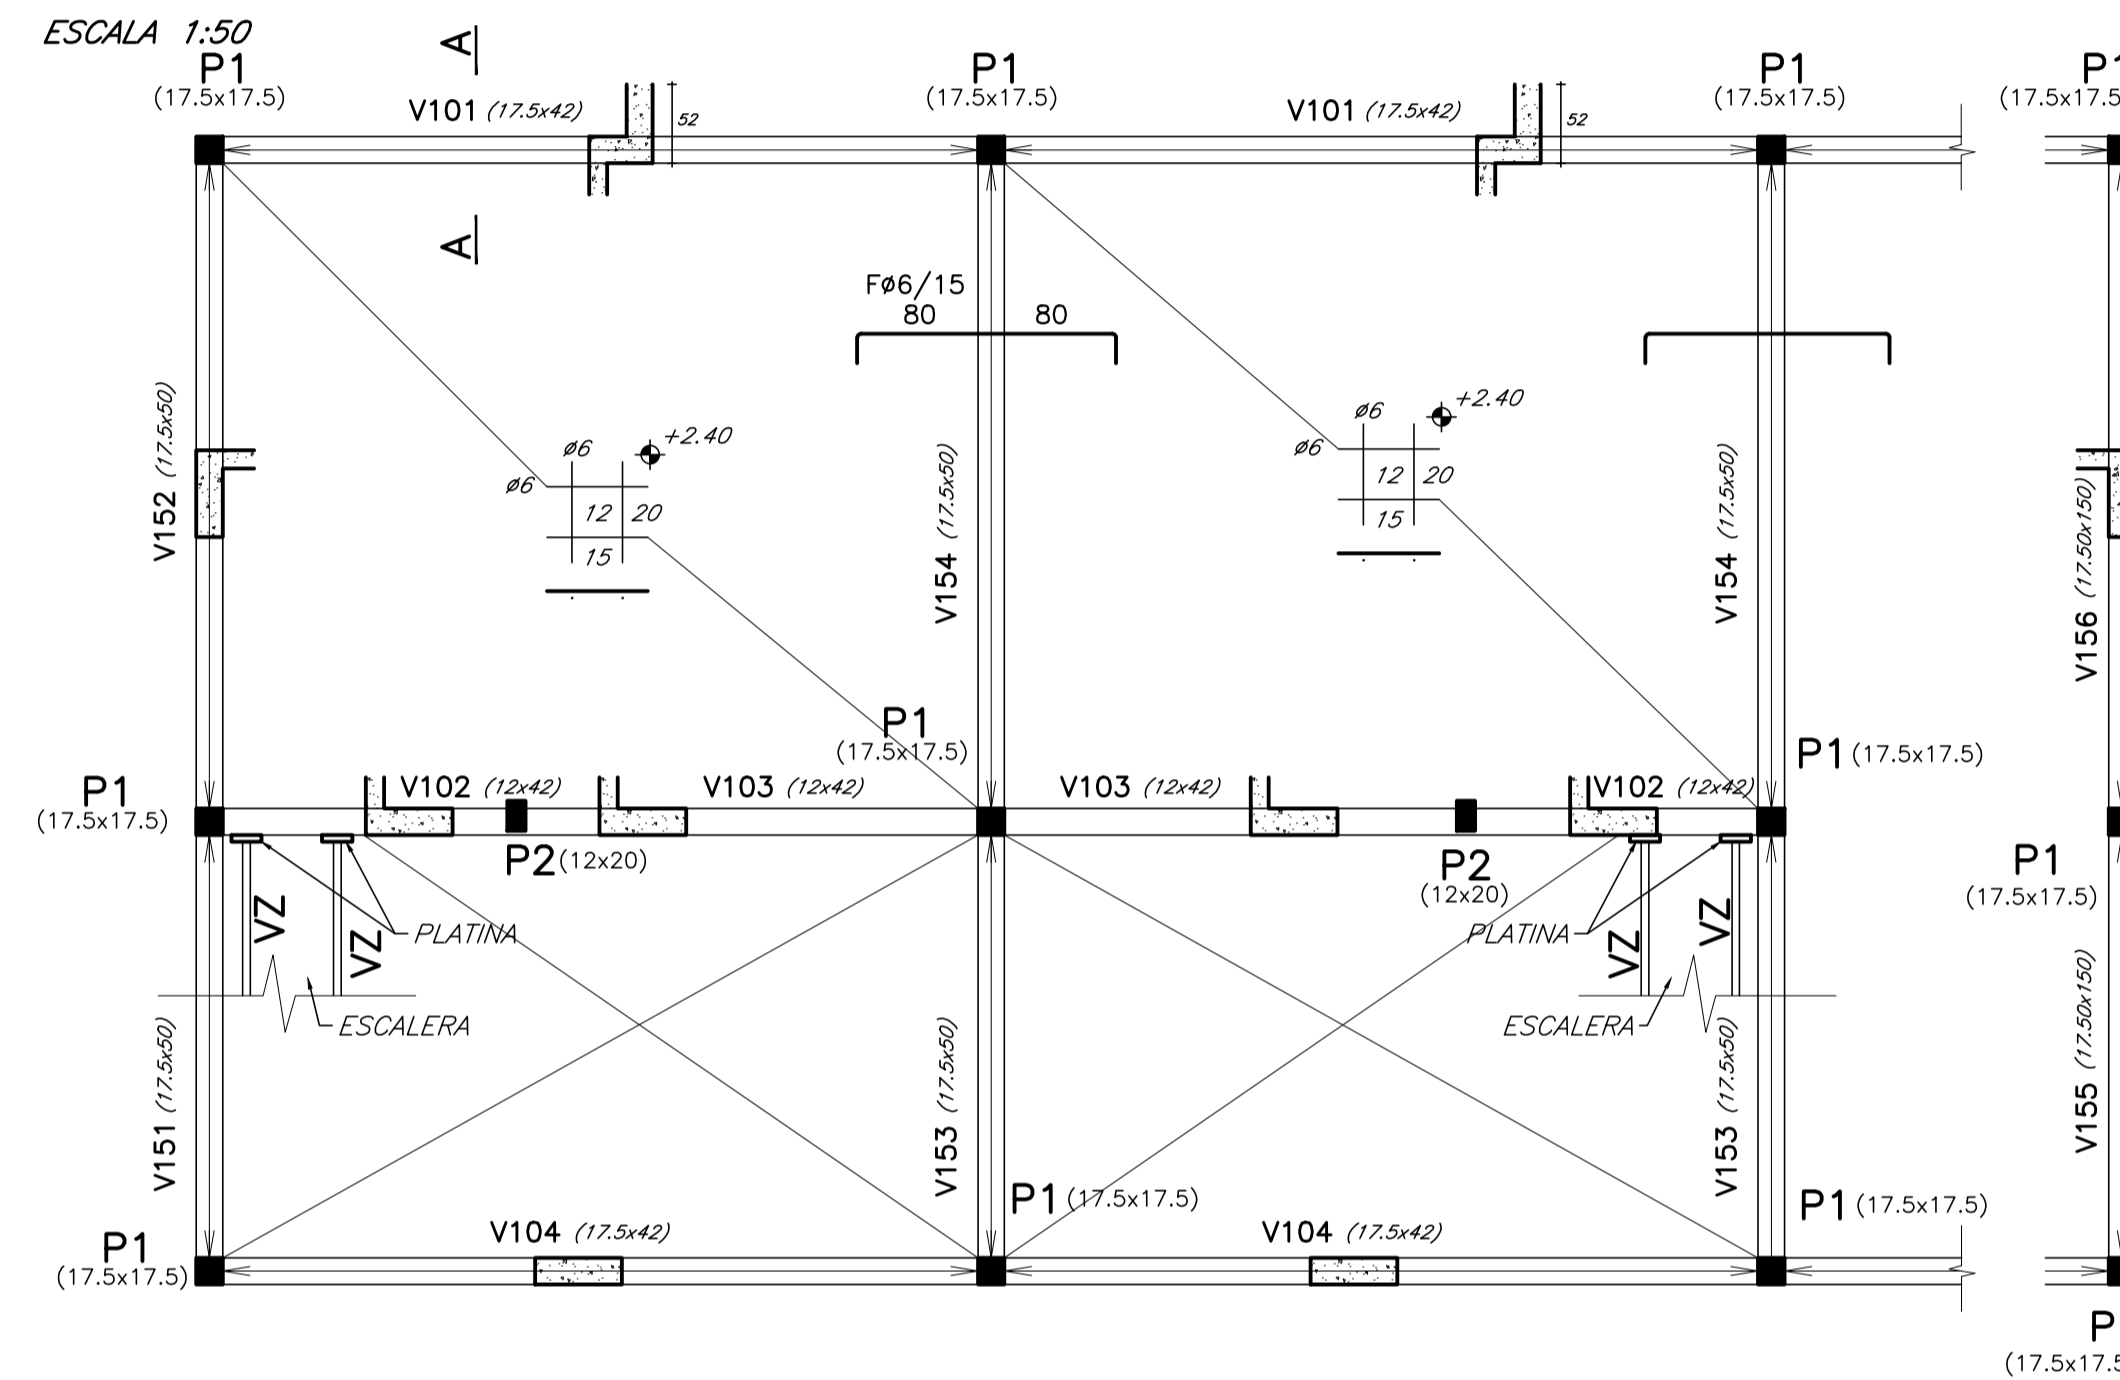 ESCALA 1:50
A
P1
(17.5x17.5)
V101 (17.5x42)
52
P1
(17.5x17.5)
V101 (17.5x42)
52
P1
(17.5x17.5)
P1
(17.5x17.5
A
Fø6/15
80 80
V152 (17.5x50)
ø6
+2.40
ø6
12 20
15
V154 (17.5x50)
ø6
+2.40
ø6
12 20
15
V154 (17.5x50)
V156 (17.50x150)
P1
(17.5x17.5)
P1 (17.5x17.5)
P1
(17.5x17.5)
V102 (12x42)
V103 (12x42)
V103 (12x42)
V102 (12x42)
P2 (12x20)
P2
(12x20)
P1
(17.5x17.5)
VZ
VZ
PLATINA
PLATINA
VZ
VZ
ESCALERA
ESCALERA
V151 (17.5x50)
V153 (17.5x50)
V153 (17.5x50)
V155 (17.50x150)
P1
(17.5x17.5)
V104 (17.5x42)
P1 (17.5x17.5)
V104 (17.5x42)
P1 (17.5x17.5)
P
(17.5x17.5